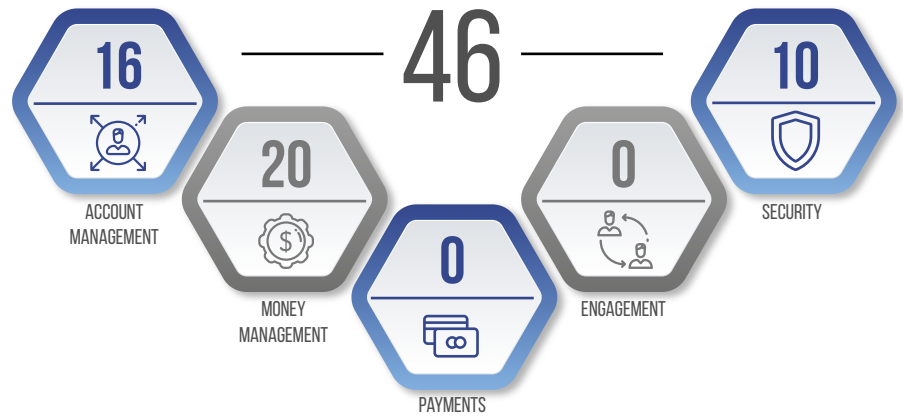 46
16
ACCOUNT
MANAGEMENT
20
$
MONEY
MANAGEMENT
0
PAYMENTS
0
ENGAGEMENT
10
SECURITY